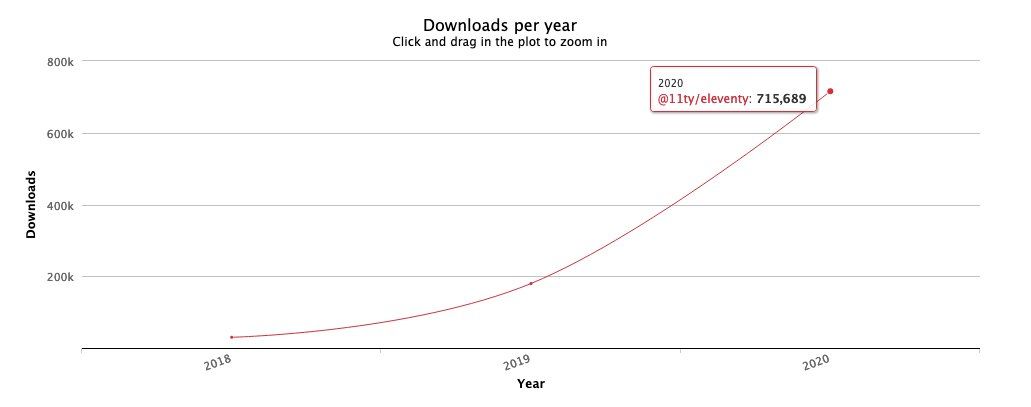 Downloads per year
Click and drag in the plot to zoom in
800k
600k
400k
200k
Downloads
2020
@11ty/eleventy: 715,689
2018
2019
2020
Year